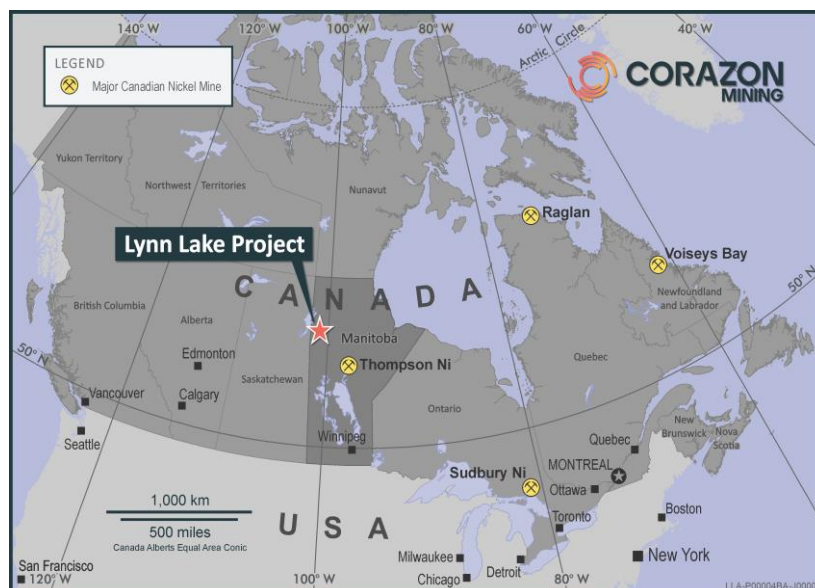 140° W
120° W
100° W
80° W
60° W
40° W
Arctic Circle
LEGEND
Major Canadian Nickel Mine
CORAZON
MINING
Yukon Territory
Northwest Territories
Nunavut
Raglan
Lynn Lake Project
Voiseys Bay
50° N
CANADA
Newfoundland
and Labrador
British Columbia
Alberta
Manitoba
Quebec
Edmonton
Thompson Ni
Saskatchewan
50° N
Vancouver
Calgary
Ontario
New
Brunswick
Nova
Scotia
Seattle
Winnipeg
Quebec
MONTREAL
Sudbury Ni
Ottawa
1,000 km
500 miles
Canada Alberts Equal Area Conic
USA
Toronto
Boston
Milwaukee
Detroit
New York
Chicago
San Francisco
120° W
100° W
80° W